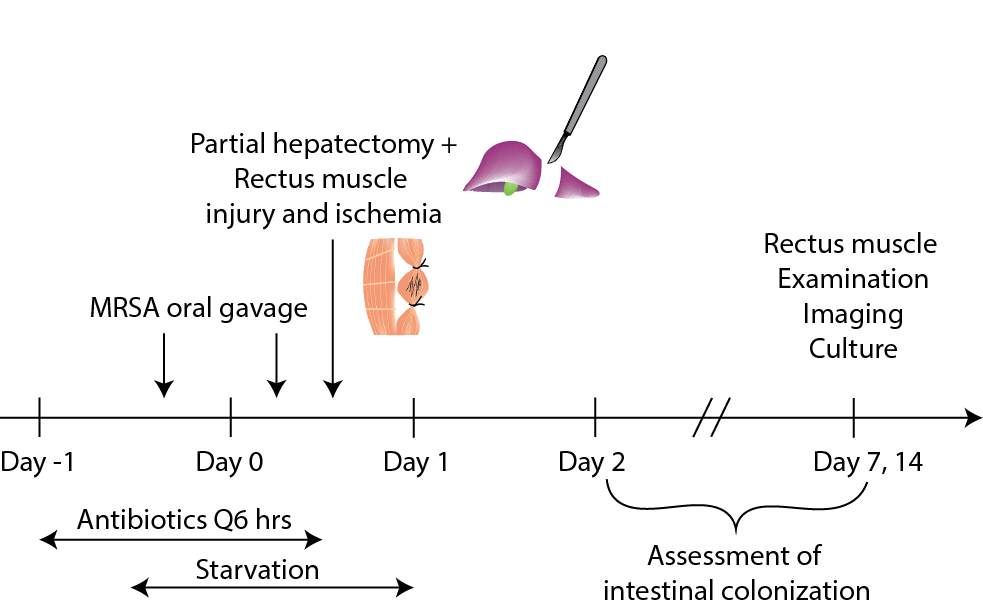 Partial hepatectomy +
Rectus muscle
injury and ischemia
MRSA oral gavage
Rectus muscle
Examination
Imaging
Culture
Day -1
Day 0
Day 1
Day 2
Day 7, 14
Antibiotics Q6 hrs
Starvation
Assessment of
intestinal colonization